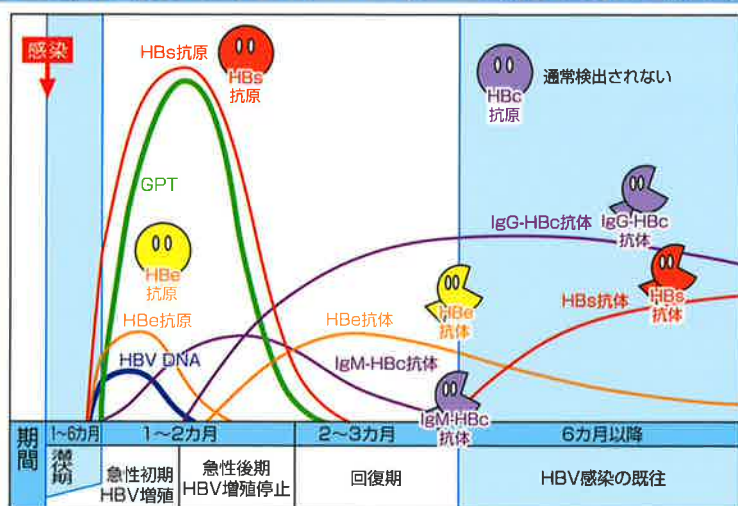 感染
HBs抗原
HBs
抗原
HBc
抗原
通常検出されない
GPT
HBe
抗原
HBe抗原
HBV DNA
IgG-HBc抗体
IgG-HBc
抗体
HBe抗体
HBe
抗体
HBs抗体
HBs
抗体
IgM-HBc抗体
IgM-HBc
抗体
期間
1~6カ月
1~2カ月
2~3カ月
6カ月以降
潜伏期
急性初期
HBV増殖
急性後期
HBV増殖停止
回復期
HBV感染の既往